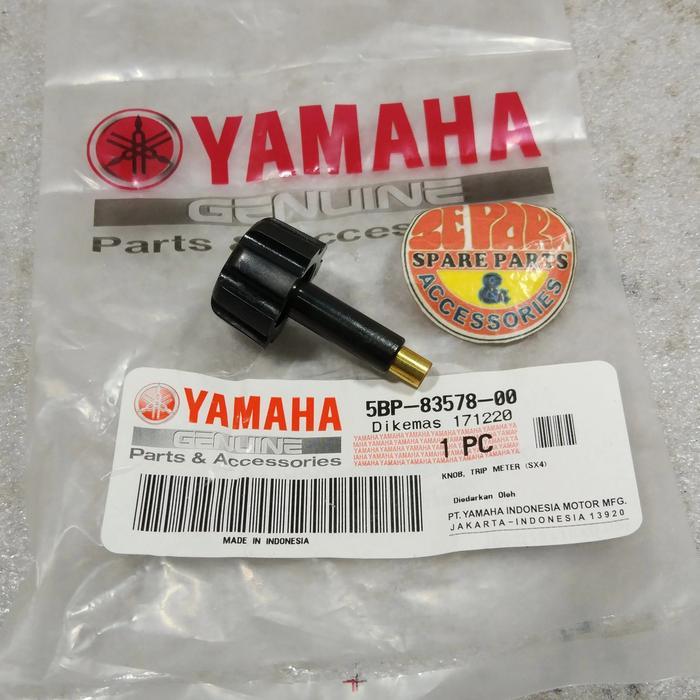 YAMAHA
GENUINE
Parts & Acces
SPARE PARTS
&
ACCESSORIES
YAMAHA
GENUINE
Parts & Accessories
5BP-83578-00
Dikemas 171220
1 PC
KNOB, TRIP METER (SX4)
Diedarkan Oleh
PT. YAMAHA INDONESIA MOTOR MFG.
JAKARTA-INDONESIA 13920
MADE IN INDONESIA